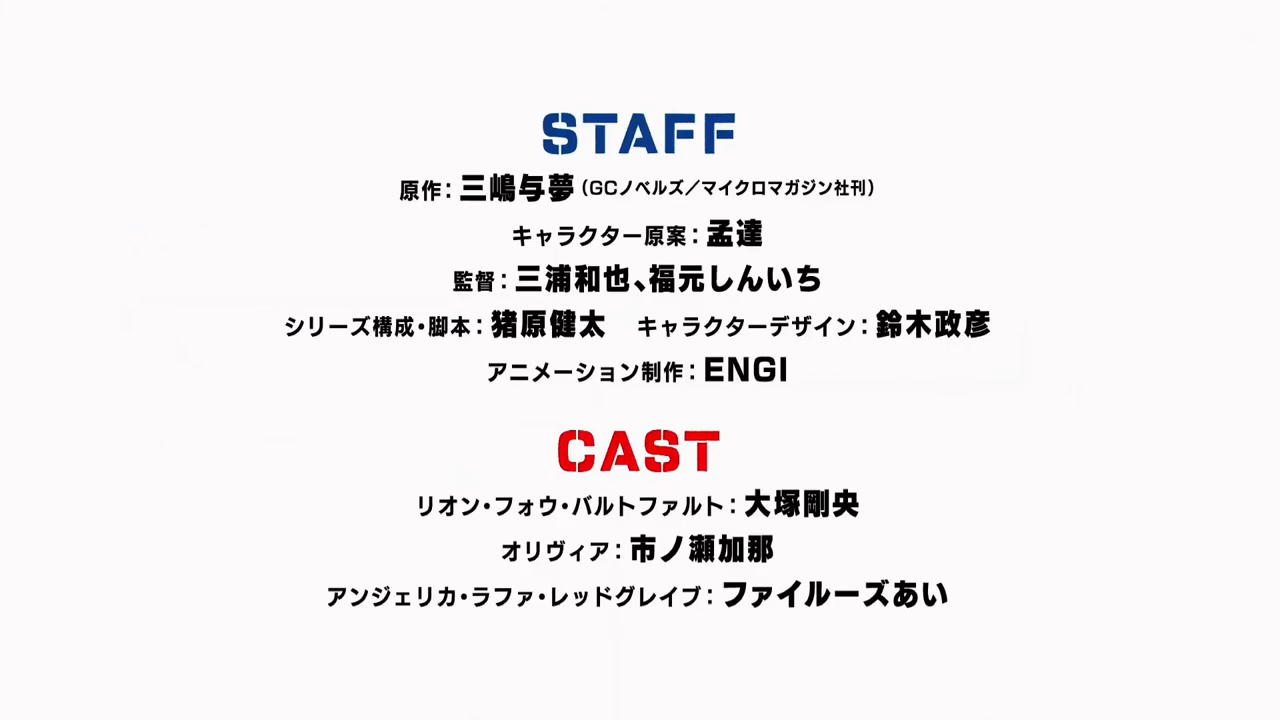 STAFF
原作：三嶋与夢（GCノベルズ／マイクロマガジン社刊）
キャラクター原案：孟達
監督：三浦和也、福元しんいち
シリーズ構成・脚本：猪原健太　キャラクターデザイン：鈴木政彦
アニメーション制作：ENGI
CAST
リオン・フォウ・バルトファルト：大塚剛央
オリヴィア：市ノ瀬加那
アンジェリカ・ラファ・レッドグレイブ：ファイルーズあい